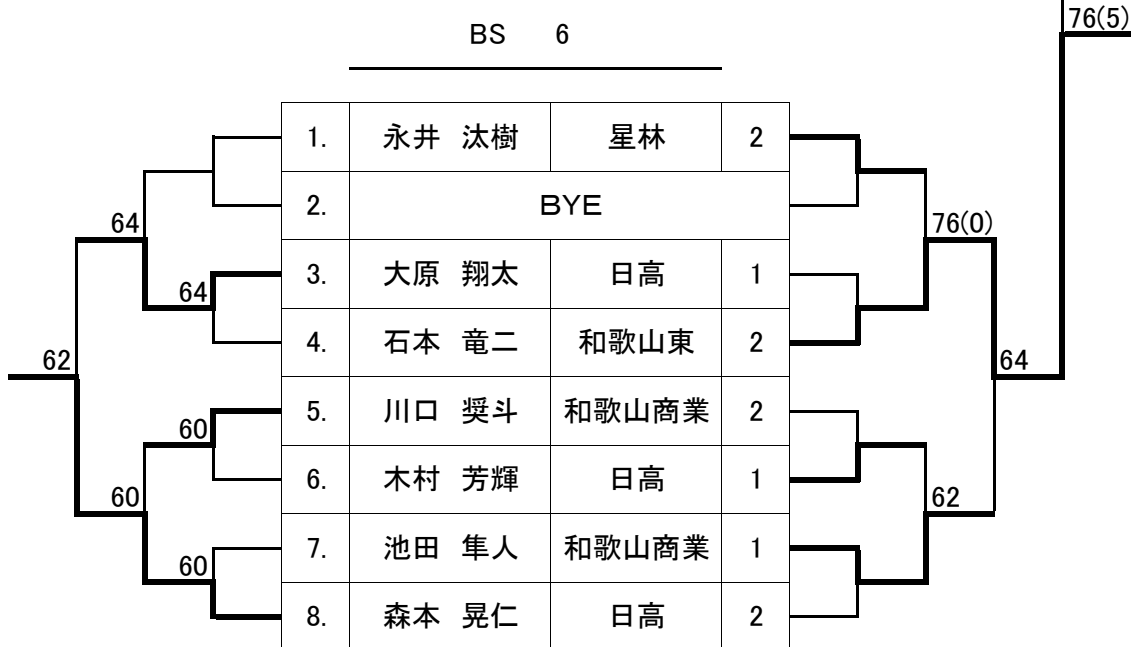 76(5)
BS 6
1. 永井 汰樹 星林 2
2. BYE
64 76(0)
3. 大原 翔太 日高 1
64
4. 石本 竜二 和歌山東 2
62 64
5. 川口 奨斗 和歌山商業 2
60
6. 木村 芳輝 日高 1
60 62
7. 池田 隼人 和歌山商業 1
60
8. 森本 晃仁 日高 2